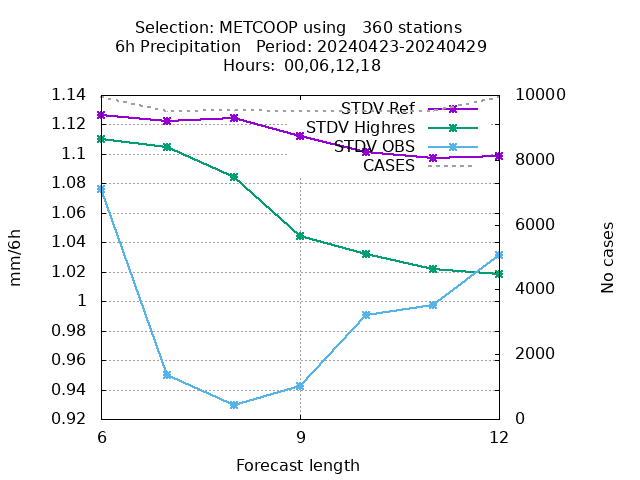 Selection: METCOOP using   360 stations
6h Precipitation   Period: 20240423-20240429
Hours: 00,06,12,18
1.14
1.12
1.1
1.08
1.06
1.04
1.02
1
0.98
0.96
0.94
0.92
mm/6h
STDV Ref
STDV Highres
STDV OBS
CASES
10000
8000
6000
4000
2000
0
No cases
6 9 12
Forecast length